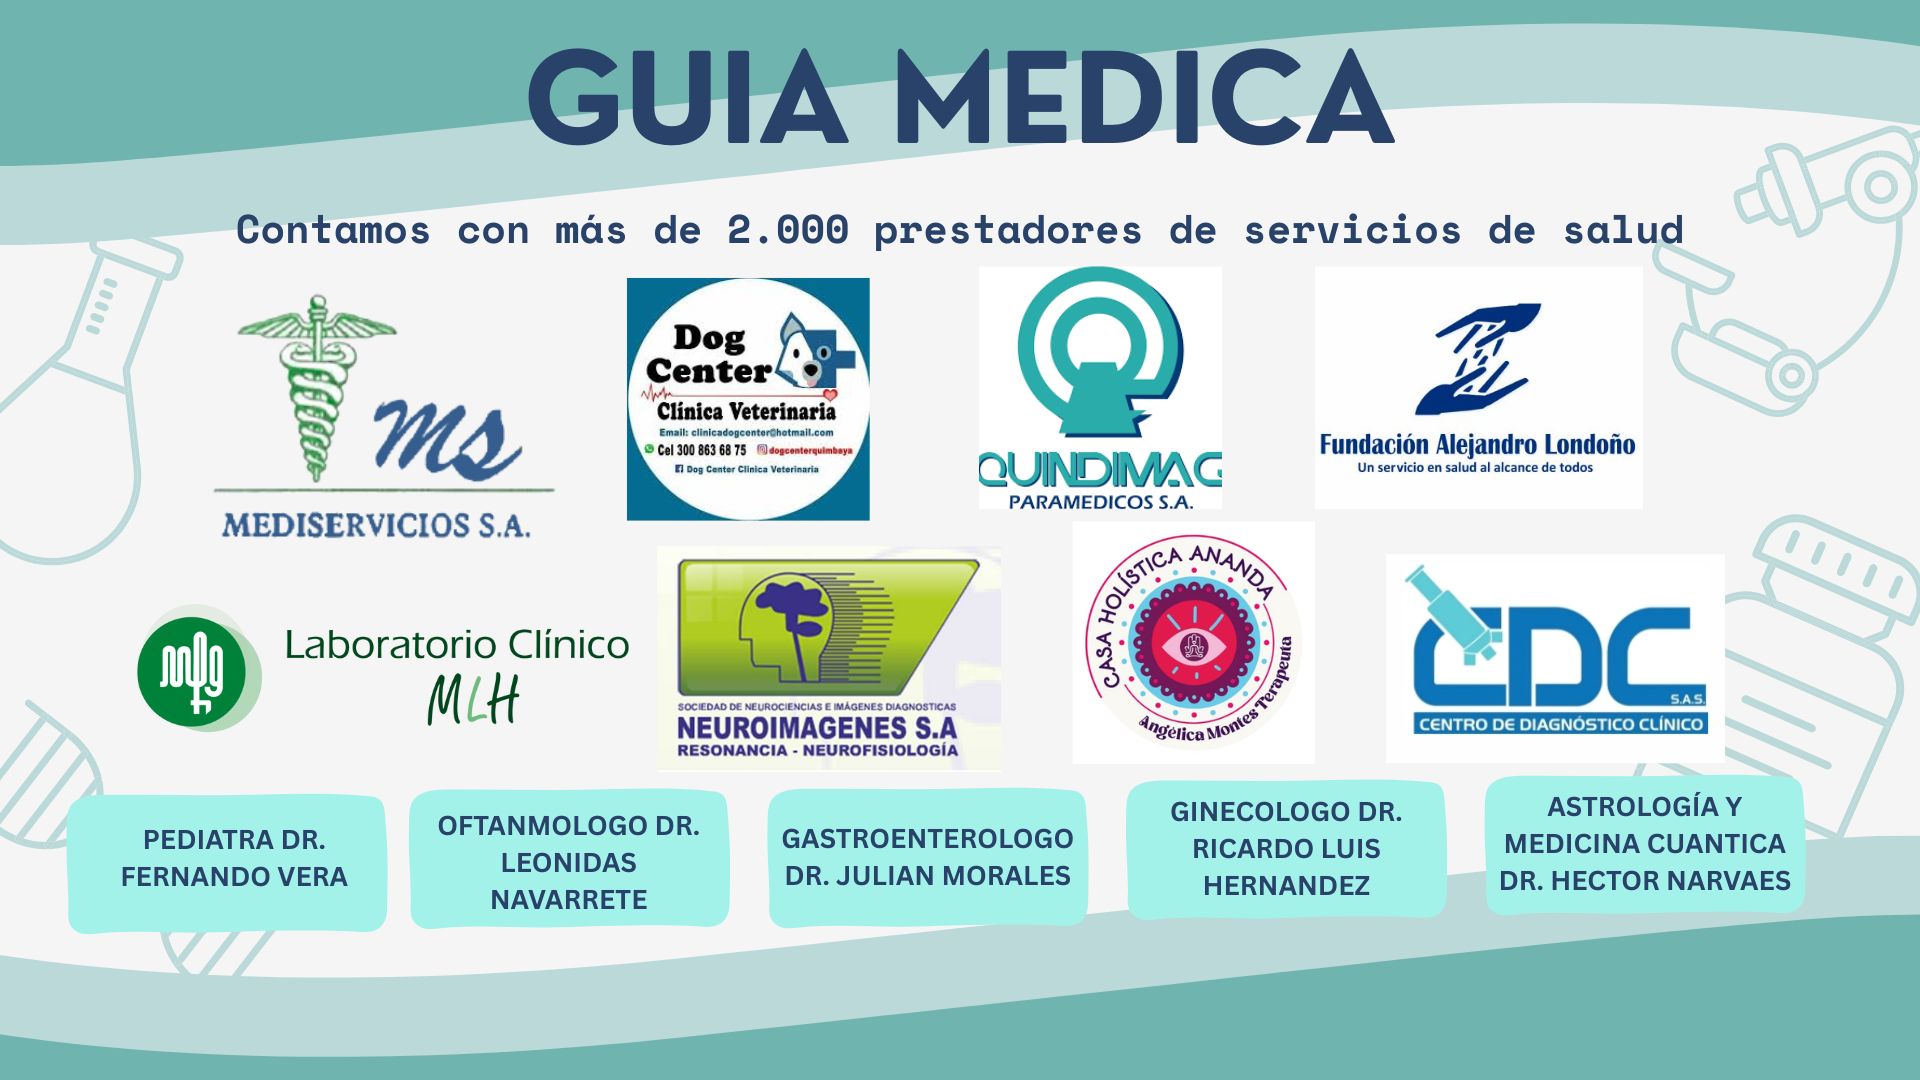 GUIA MEDICA
Contamos con más de 2.000 prestadores de servicios de salud
ms
MEDISERVICIOS S.A.
Dog
Center
Clínica Veterinaria
Email: clinicadogcenter@hotmail.com
Cel 300 863 68 75 dogcenterquimbaya
Dog Center Clinica Veterinaria
QUINDIMAG
PARAMEDICOS S.A.
Fundación Alejandro Londoño
Un servicio en salud al alcance de todos
Laboratorio Clínico
MLH
SOCIEDAD DE NEUROCIENCIAS E IMÁGENES DIAGNOSTICAS
NEUROIMAGENES S.A
RESONANCIA - NEUROFISIOLOGÍA
CASA HOLÍSTICA ANANDA
Angélica Montes Terapeuta
CDC
S.A.S.
CENTRO DE DIAGNÓSTICO CLÍNICO
PEDIATRA DR.
FERNANDO VERA
OFTANMOLOGO DR.
LEONIDAS
NAVARRETE
GASTROENTEROLOGO
DR. JULIAN MORALES
GINECOLOGO DR.
RICARDO LUIS
HERNANDEZ
ASTROLOGÍA Y
MEDICINA CUANTICA
DR. HECTOR NARVAES